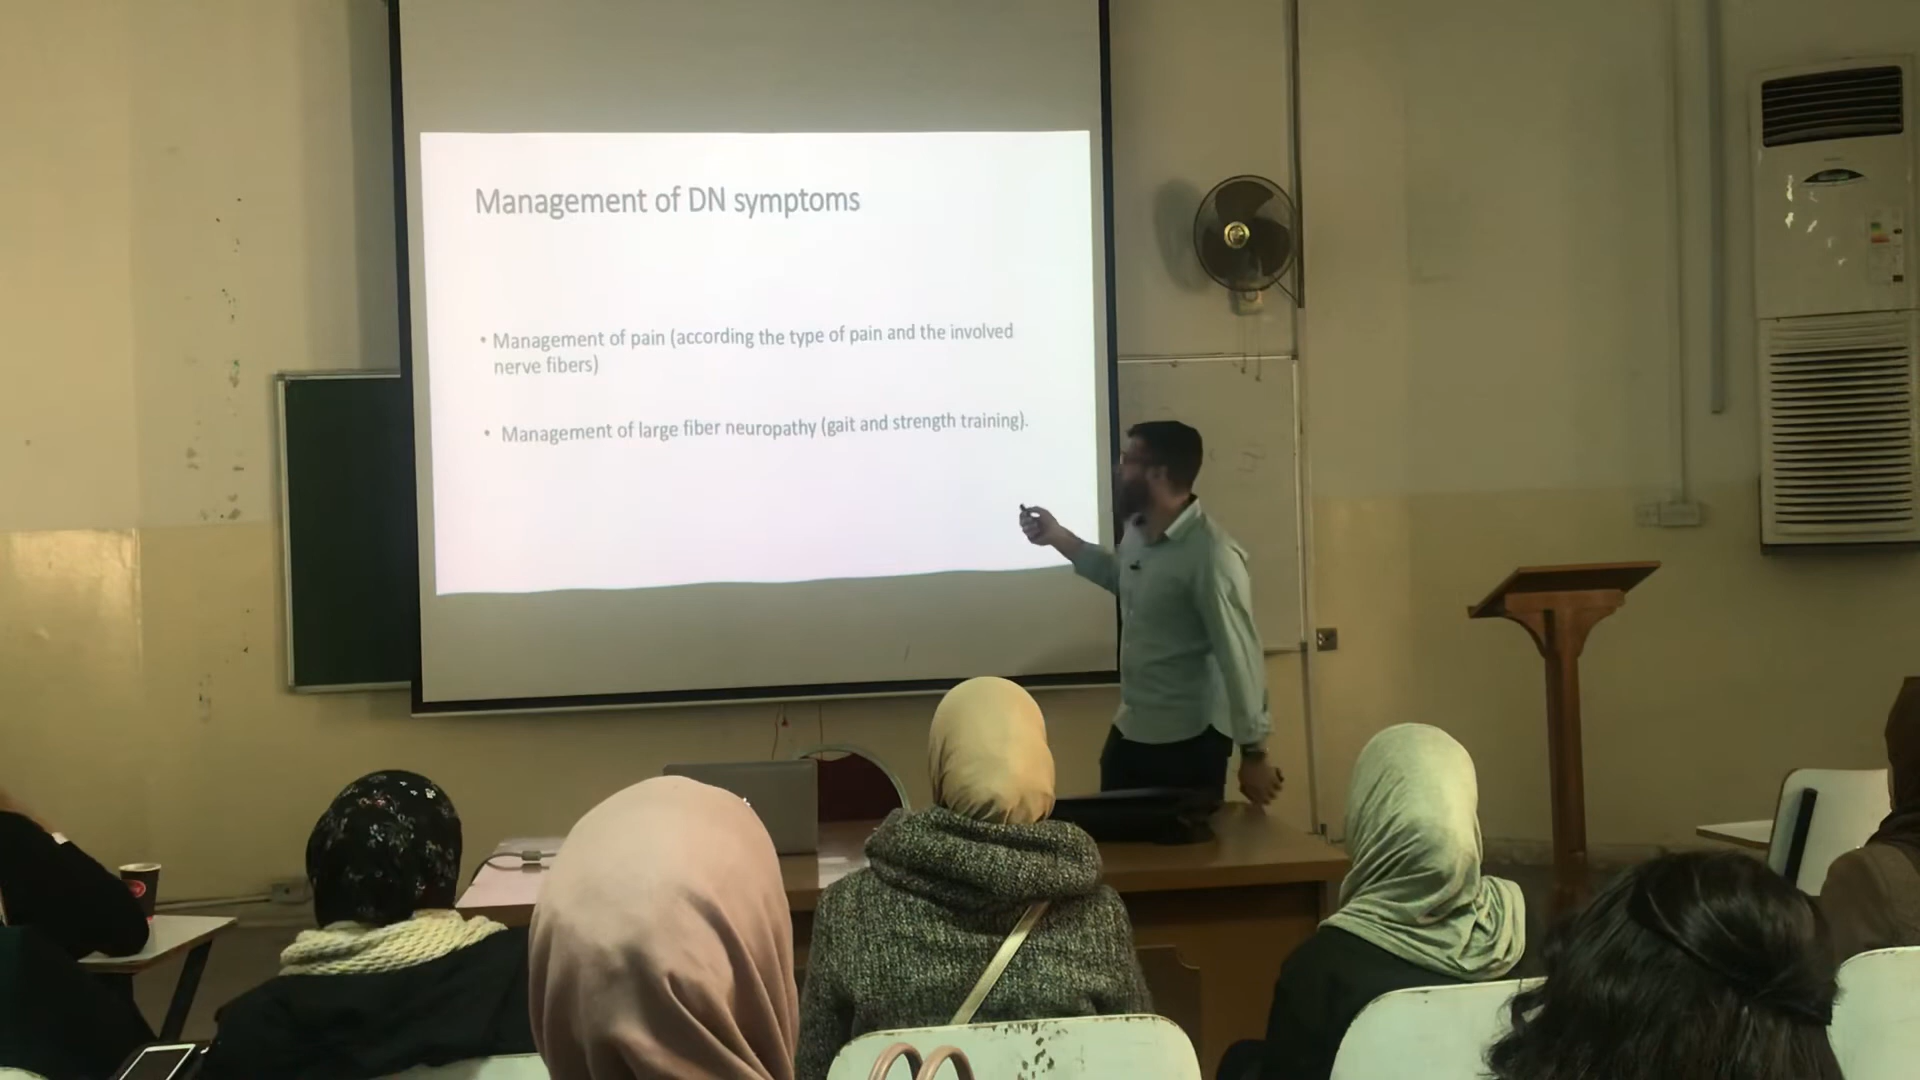 Management of DN symptoms
• Management of pain (according the type of pain and the involved
nerve fibers)
• Management of large fiber neuropathy (gait and strength training).